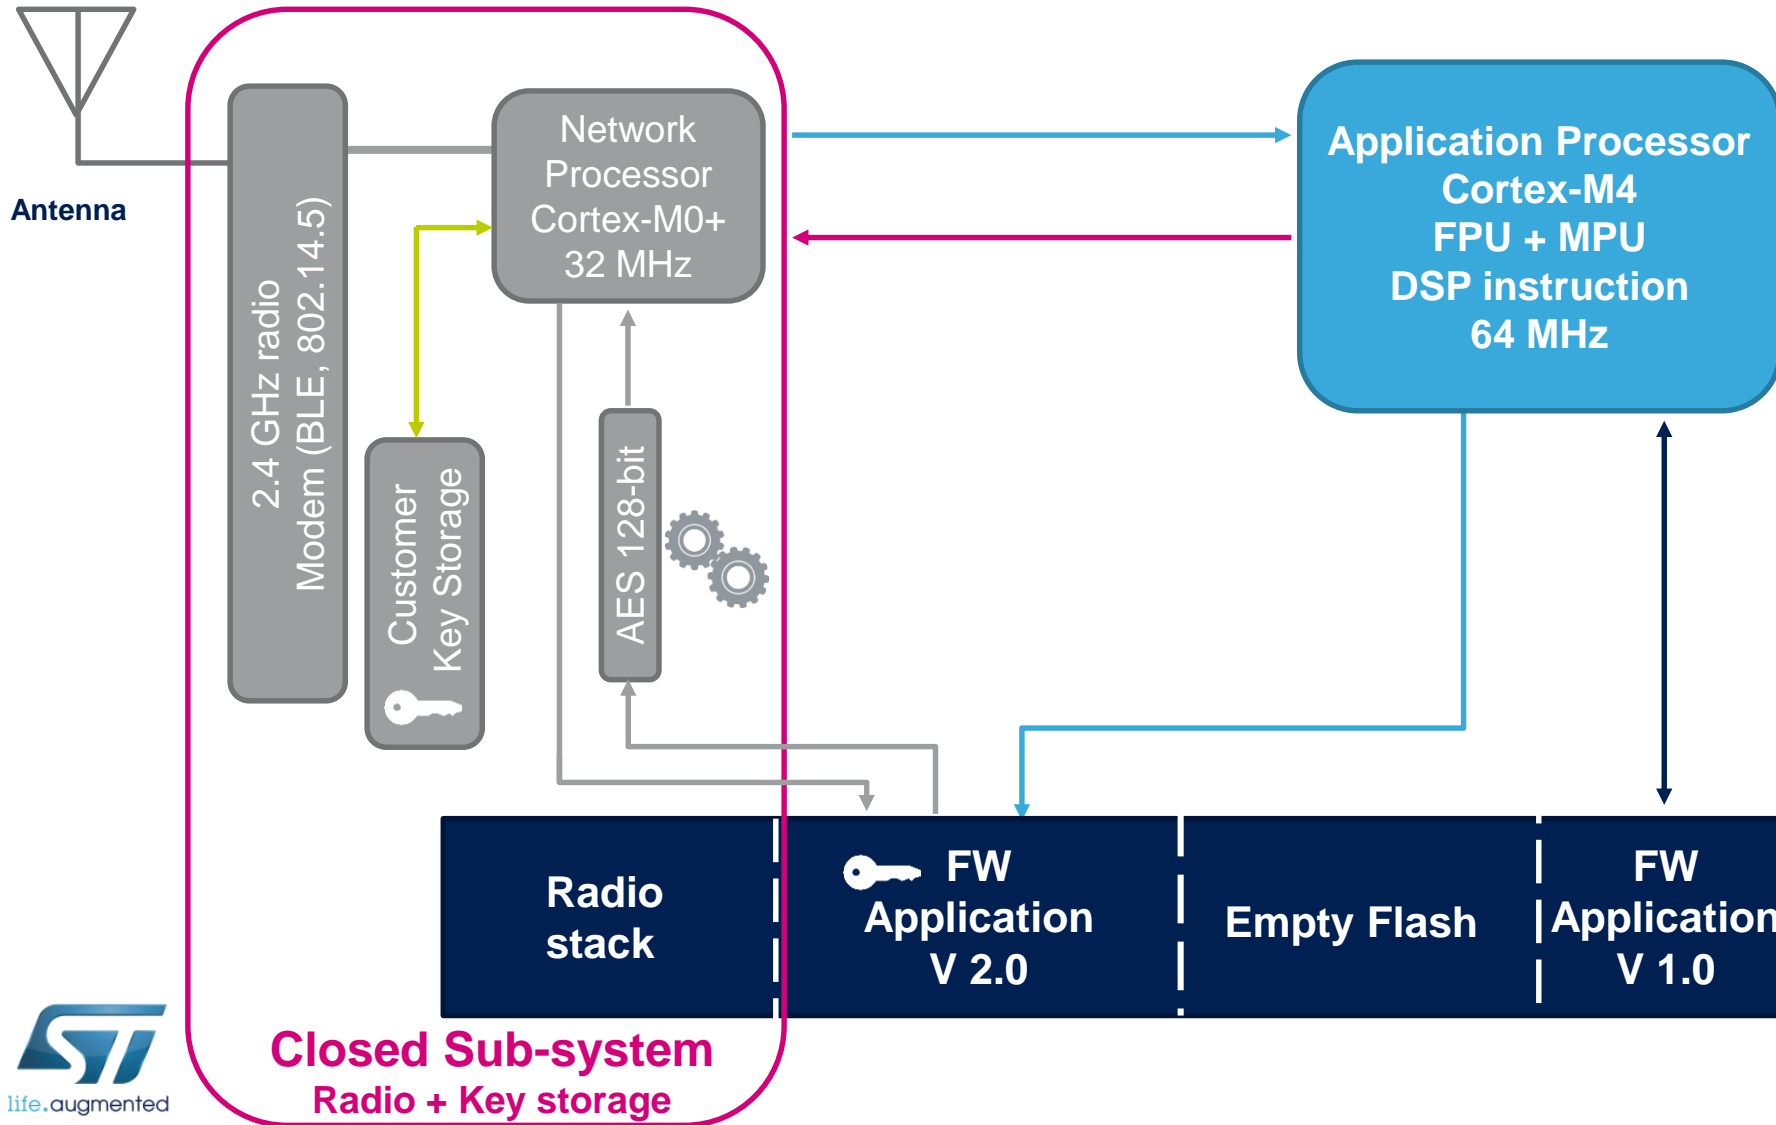 Antenna
2.4 GHz radio
Modem (BLE, 802.14.5)
Network
Processor
Cortex-M0+
32 MHz
Customer
Key Storage
AES 128-bit
Application Processor
Cortex-M4
FPU + MPU
DSP instruction
64 MHz
Radio
stack
FW
Application
V 2.0
Empty Flash
FW
Application
V 1.0
Closed Sub-system
Radio + Key storage
ST
life.augmented